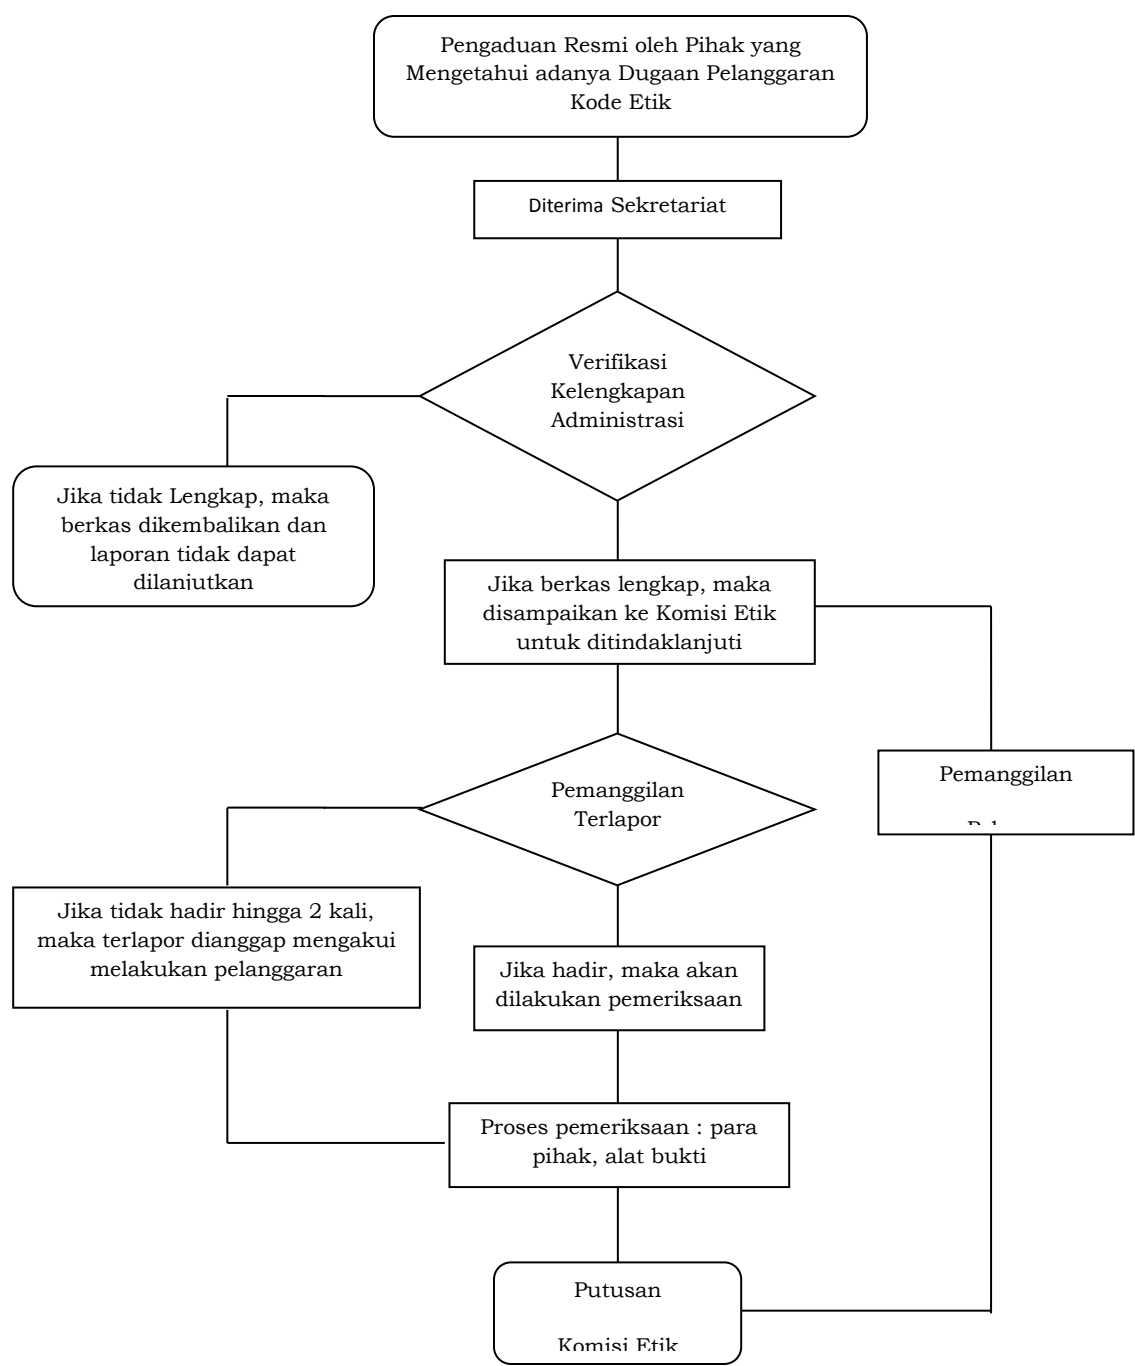 Pengaduan Resmi oleh Pihak yang
Mengetahui adanya Dugaan Pelanggaran
Kode Etik
Diterima Sekretariat
Verifikasi
Kelengkapan
Administrasi
Jika tidak Lengkap, maka
berkas dikembalikan dan
laporan tidak dapat
dilanjutkan
Jika berkas lengkap, maka
disampaikan ke Komisi Etik
untuk ditindaklanjuti
Pemanggilan
Terlapor
Pemanggilan
Jika tidak hadir hingga 2 kali,
maka terlapor dianggap mengakui
melakukan pelanggaran
Jika hadir, maka akan
dilakukan pemeriksaan
Proses pemeriksaan : para
pihak, alat bukti
Putusan
Komisi Etik